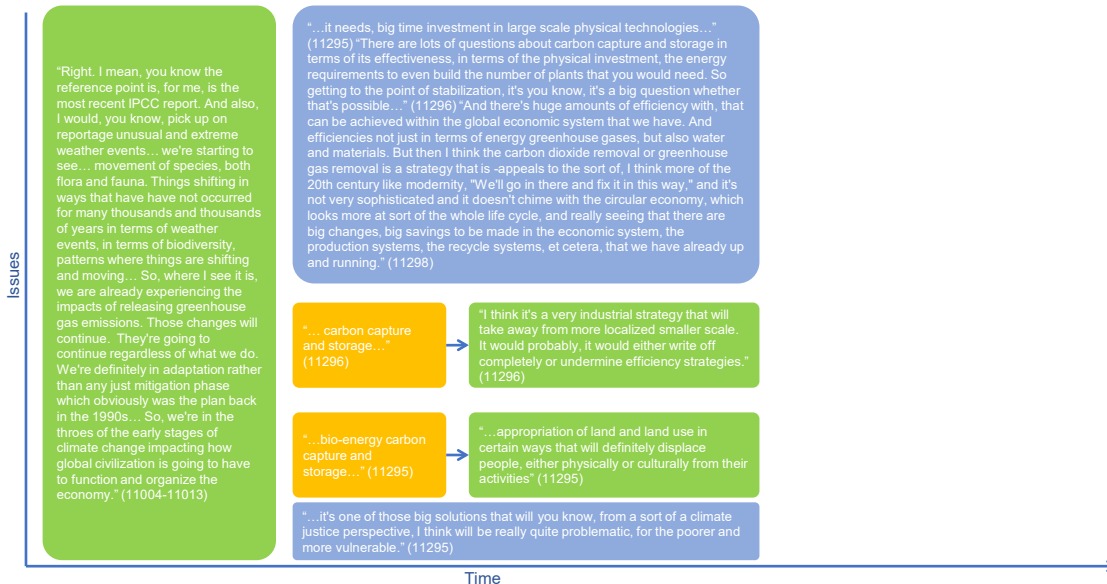 Issues
“Right. I mean, you know the
reference point is, for me, is the
most recent IPCC report. And also,
I would, you know, pick up on
reportage unusual and extreme
weather events… we're starting to
see… movement of species, both
flora and fauna. Things shifting in
ways that have have not occurred
for many thousands and thousands
of years in terms of weather
events, in terms of biodiversity,
patterns where things are shifting
and moving… So, where I see it is,
we are already experiencing the
impacts of releasing greenhouse
gas emissions. Those changes will
continue.  They're going to
continue regardless of what we do.
We're definitely in adaptation rather
than any just mitigation phase
which obviously was the plan back
in the 1990s… So, we're in the
throes of the early stages of
climate change impacting how
global civilization is going to have
to function and organize the
economy.” (11004-11013)
“…it needs, big time investment in large scale physical technologies…”
(11295) “There are lots of questions about carbon capture and storage in
terms of its effectiveness, in terms of the physical investment, the energy
requirements to even build the number of plants that you would need. So
getting to the point of stabilization, it's you know, it's a big question whether
that's possible…” (11296) “And there's huge amounts of efficiency with, that
can be achieved within the global economic system that we have. And
efficiencies not just in terms of energy greenhouse gases, but also water
and materials. But then I think the carbon dioxide removal or greenhouse
gas removal is a strategy that is -appeals to the sort of, I think more of the
20th century like modernity, "We'll go in there and fix it in this way," and it's
not very sophisticated and it doesn't chime with the circular economy, which
looks more at sort of the whole life cycle, and really seeing that there are
big changes, big savings to be made in the economic system, the
production systems, the recycle systems, et cetera, that we have already up
and running.” (11298)
“… carbon capture
and storage…”
(11296)
“I think it's a very industrial strategy that will
take away from more localized smaller scale.
It would probably, it would either write off
completely or undermine efficiency strategies.”
(11296)
“…bio-energy carbon
capture and
storage…” (11295)
“…appropriation of land and land use in
certain ways that will definitely displace
people, either physically or culturally from their
activities” (11295)
“…it's one of those big solutions that will you know, from a sort of a climate
justice perspective, I think will be really quite problematic, for the poorer and
more vulnerable.” (11295)
Time